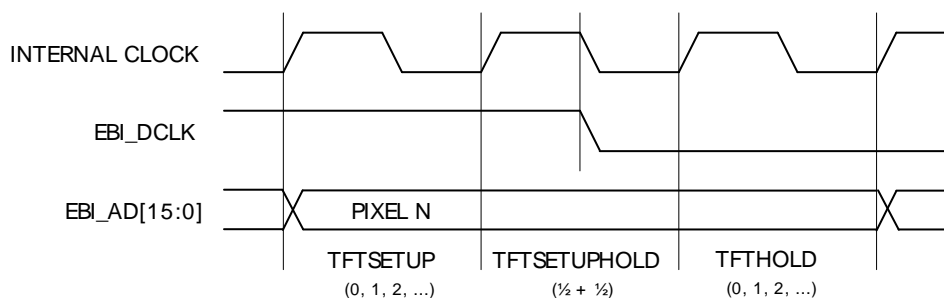 INTERNAL CLOCK
EBI_DCLK
EBI_AD[15:0]
PIXEL N
TFTSETUP TFTSETUPHOLD TFTHOLD
(0, 1, 2, ...) (½ + ½) (0, 1, 2, ...)